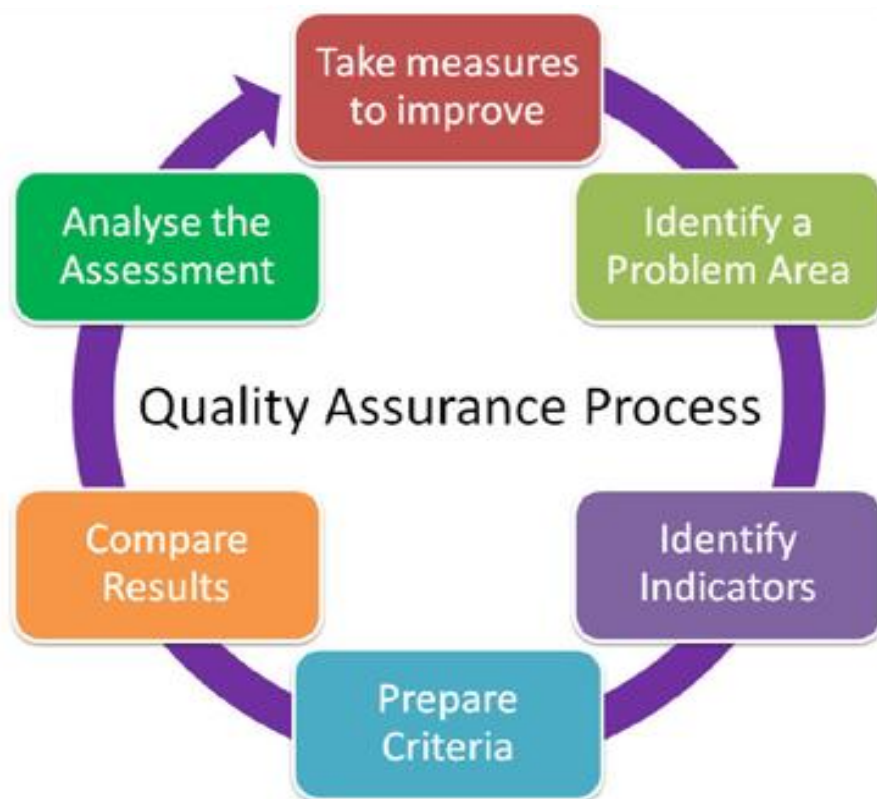 Take measures
to improve
Identify a
Problem Area
Identify
Indicators
Prepare
Criteria
Compare
Results
Analyse the
Assessment
Quality Assurance Process